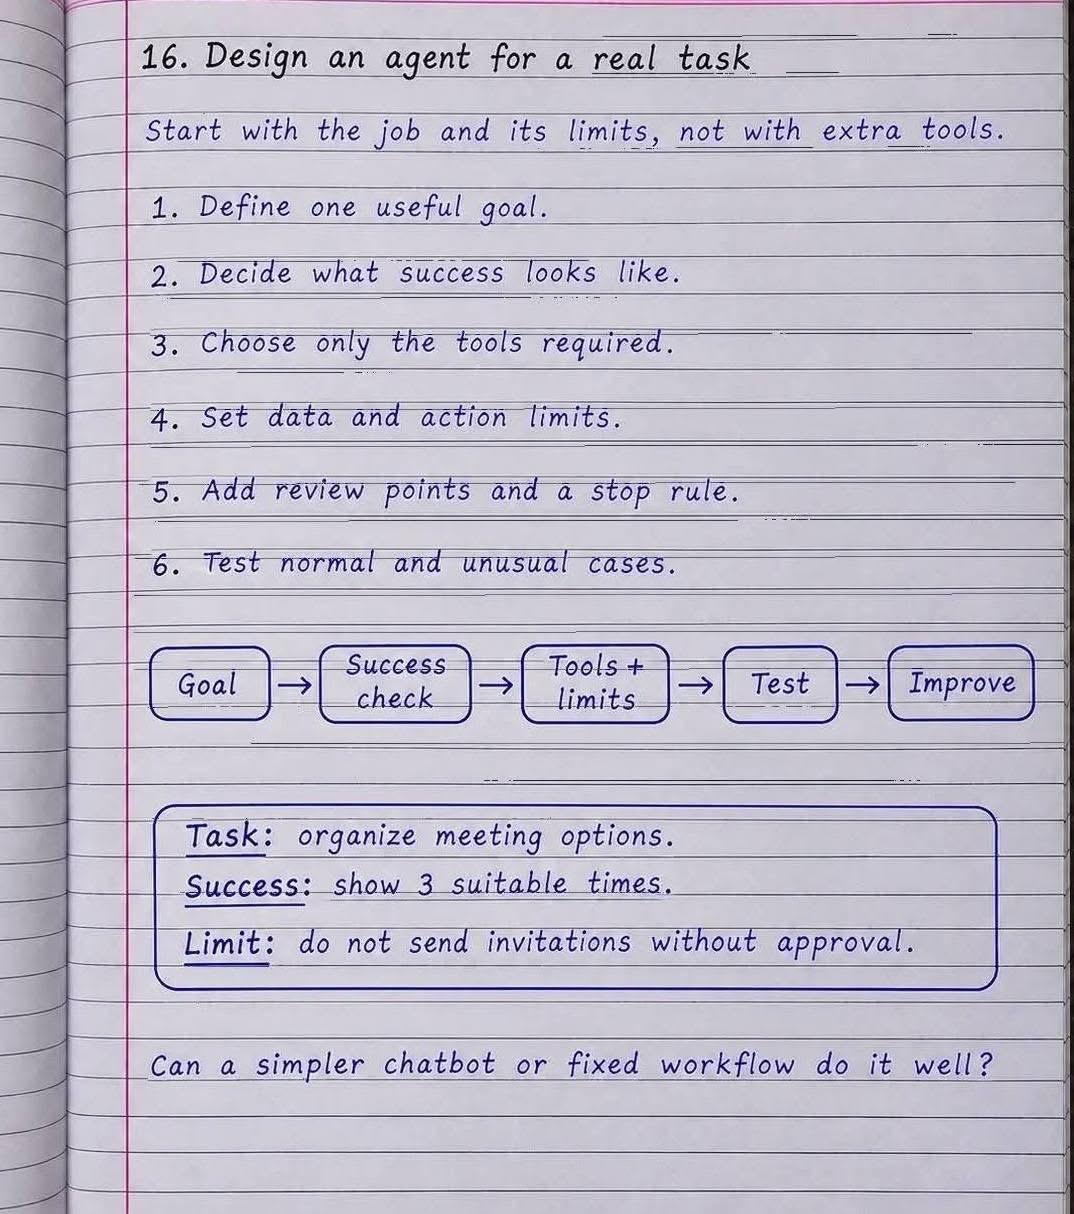 16. Design an agent for a real task
Start with the job and its limits, not with extra tools.
1. Define one useful goal.
2. Decide what success looks like.
3. Choose only the tools required.
4. Set data and action limits.
5. Add review points and a stop rule.
6. Test normal and unusual cases.
Goal → Success check → Tools + limits → Test → Improve
Task: organize meeting options.
Success: show 3 suitable times.
Limit: do not send invitations without approval.
Can a simpler chatbot or fixed workflow do it well?